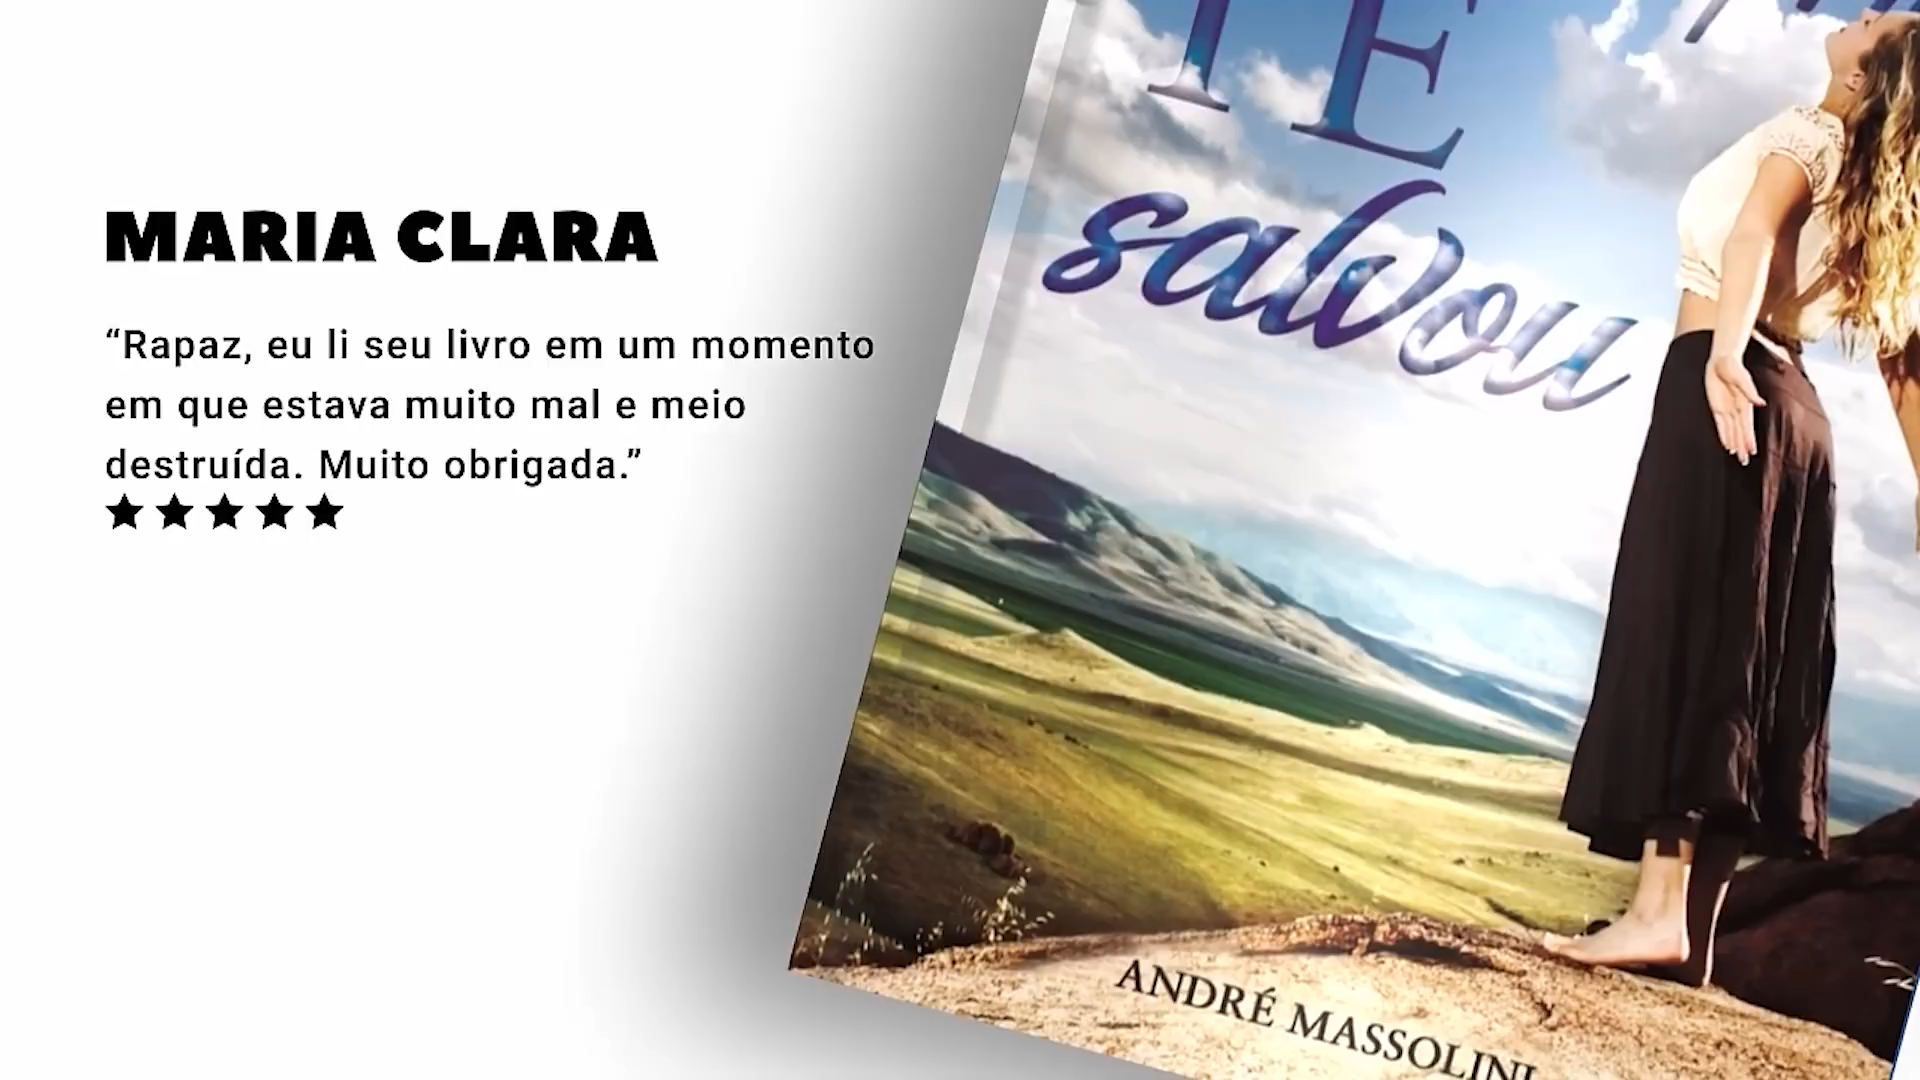 MARIA CLARA
“Rapaz, eu li seu livro em um momento
em que estava muito mal e meio
destruída. Muito obrigada.”
TE
salvou
ANDRÉ MASSOLINI